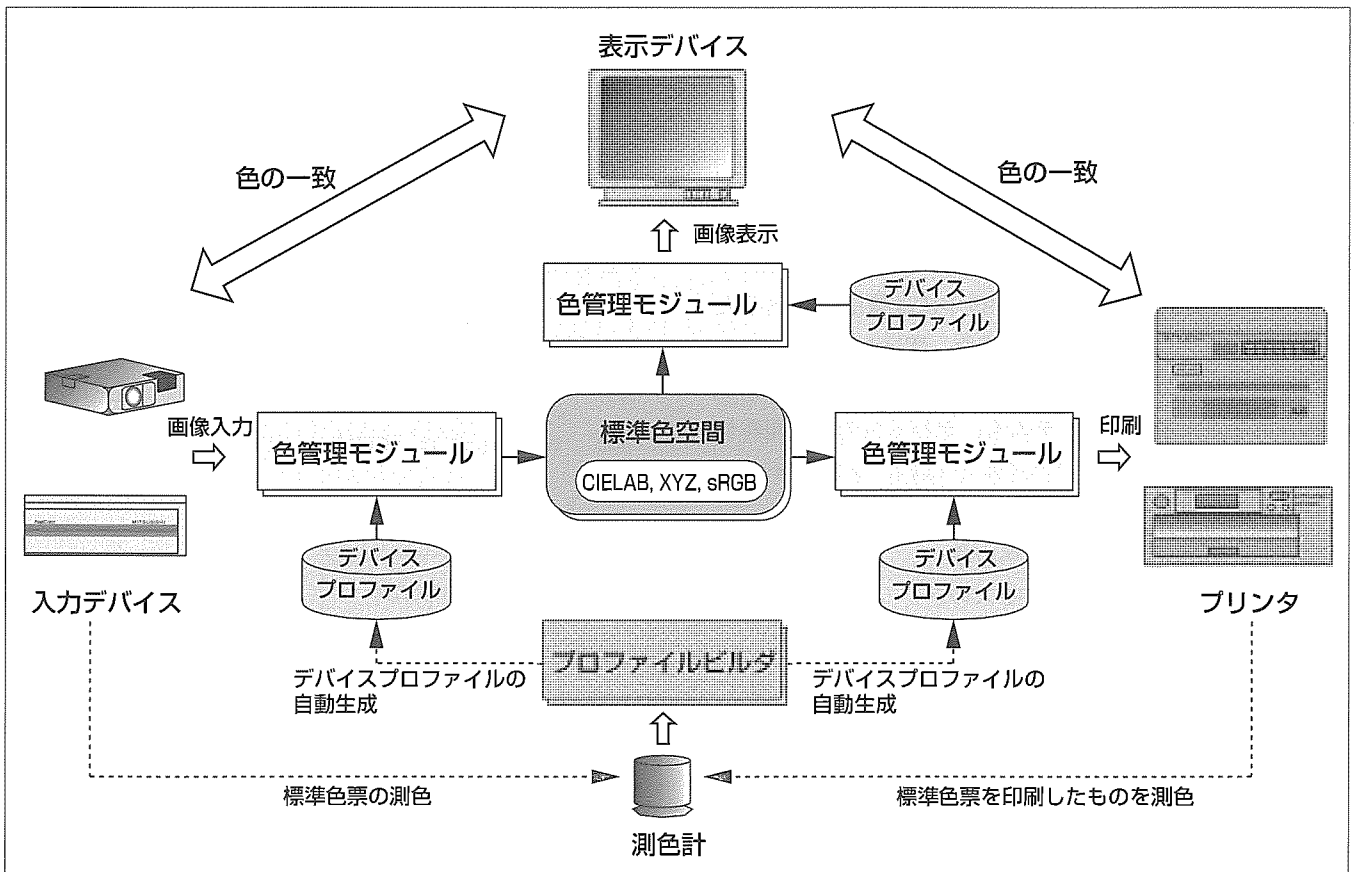 表示デバイス
色の一致
色の一致
画像表示
色管理モジュール
デバイス
プロファイル
画像入力
色管理モジュール
標準色空間
CIELAB, XYZ, sRGB
色管理モジュール
印刷
MITSUBISHI
デバイス
プロファイル
デバイス
プロファイル
入力デバイス
プリンタ
プロファイルビルダ
デバイスプロファイルの
自動生成
デバイスプロファイルの
自動生成
標準色票の測色
標準色票を印刷したものを測色
測色計